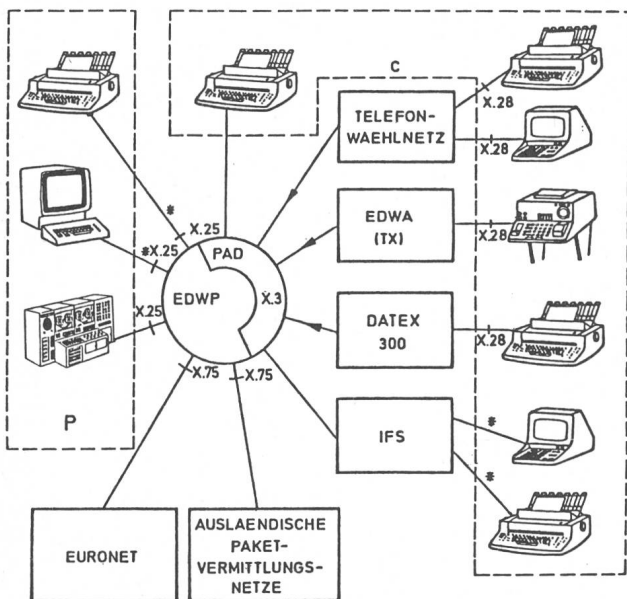 C
X.28
TELEFON-
WAEHLNETZ
X.28
*
X.25
EDWA
(TX)
X.28
*X.25
PAD
EDWP
X.3
X.25
DATEX
300
X.28
X.75
X.75
P
IFS
*
*
EURONET
AUSLAENDISCHE
PAKET-
VERMITTLUNGS-
NETZE